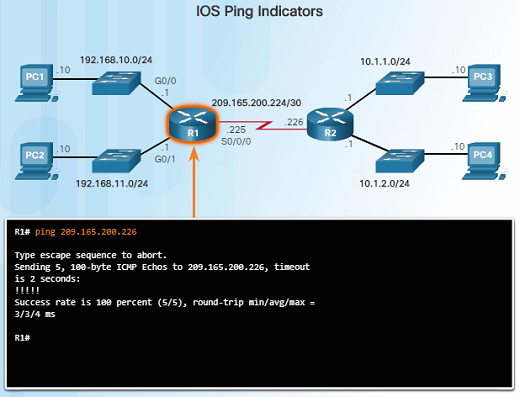 IOS Ping Indicators
192.168.10.0/24
10.1.1.0/24
PC1
.10
G0/0
.1
209.165.200.224/30
.1
.10
PC3
R1
.225
S0/0/0
.226
R2
PC2
.10
.1
G0/1
192.168.11.0/24
.1
10.1.2.0/24
.10
PC4
R1# ping 209.165.200.226
Type escape sequence to abort.
Sending 5, 100-byte ICMP Echos to 209.165.200.226, timeout
is 2 seconds:
!!!!!
Success rate is 100 percent (5/5), round-trip min/avg/max =
3/3/4 ms
R1#